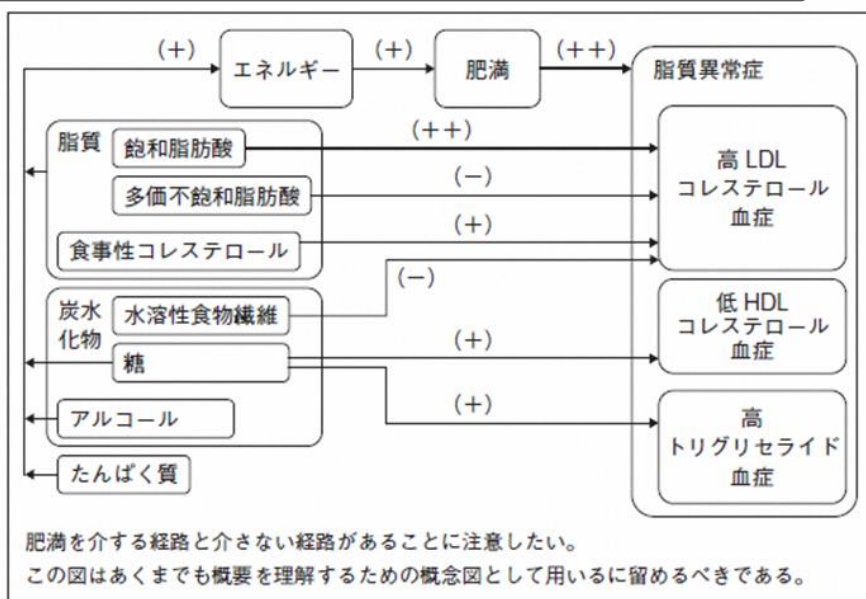 (+)
エネルギー
(+)
肥満
(++)
脂質異常症
脂質
飽和脂肪酸
(++)
多価不飽和脂肪酸
(−)
食事性コレステロール
(+)
高LDL
コレステロール
血症
炭水
化物
水溶性食物繊維
(−)
糖
(+)
低HDL
コレステロール
血症
アルコール
(+)
高
トリグリセライド
血症
たんぱく質
肥満を介する経路と介さない経路があることに注意したい。
この図はあくまでも概要を理解するための概念図として用いるに留めるべきである。